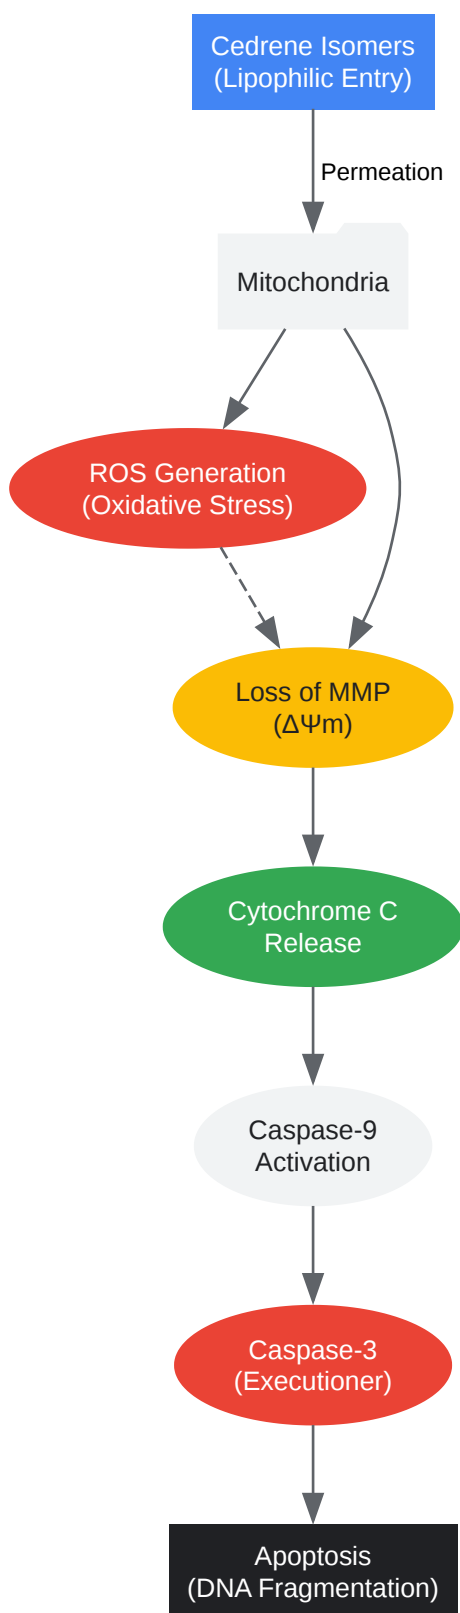 Cedrene Isomers
(Lipophilic Entry)
Permeation
Mitochondria
ROS Generation
(Oxidative Stress)
Loss of MMP
(ΔΨm)
Cytochrome C
Release
Caspase-9
Activation
Caspase-3
(Executioner)
Apoptosis
(DNA Fragmentation)